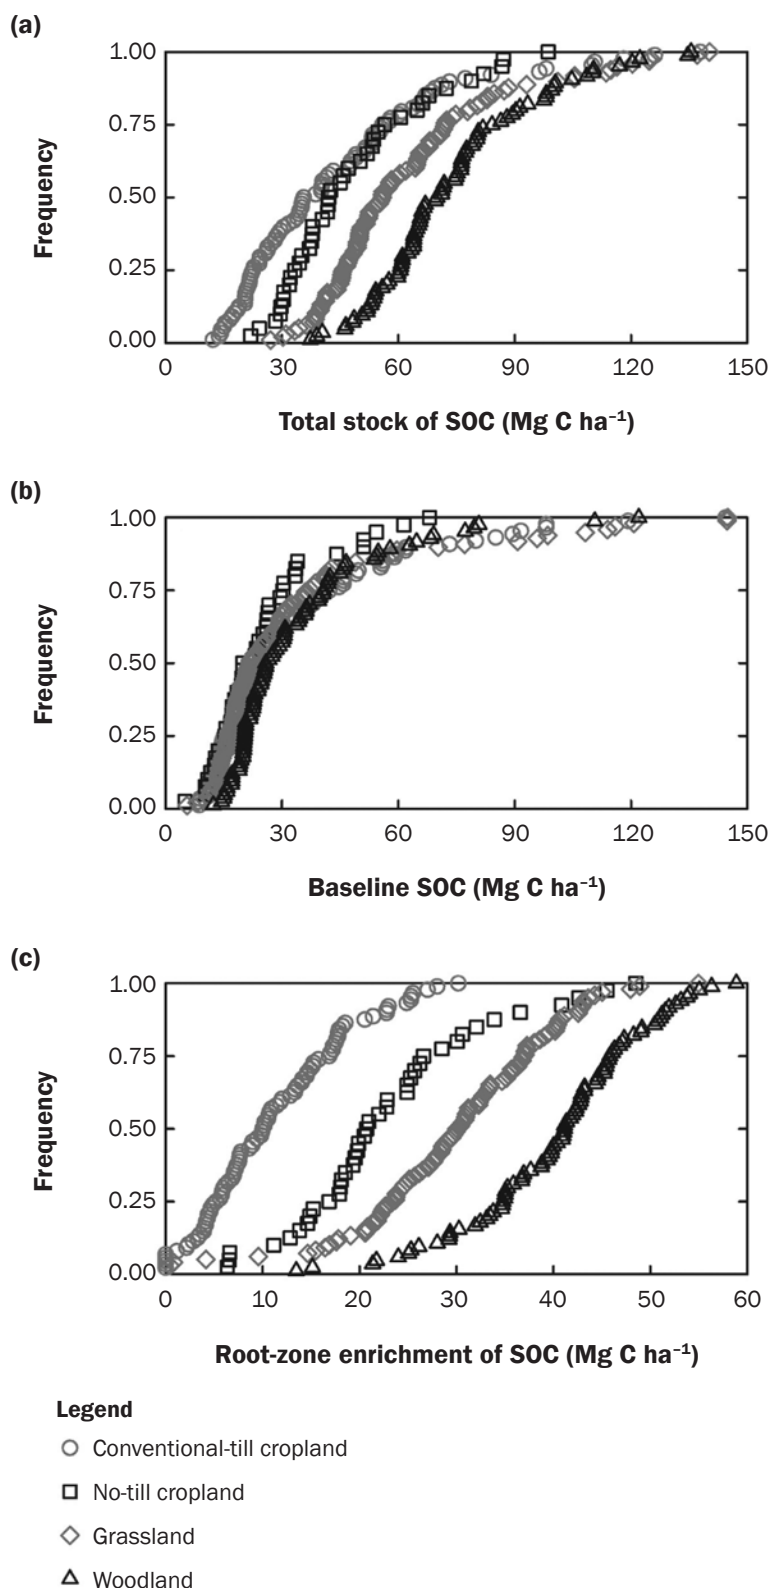 (a)
1.00
0.75
0.50
0.25
0.00
Frequency
0 30 60 90 120 150
Total stock of SOC (Mg C ha⁻¹)
(b)
1.00
0.75
0.50
0.25
0.00
Frequency
0 30 60 90 120 150
Baseline SOC (Mg C ha⁻¹)
(c)
1.00
0.75
0.50
0.25
0.00
Frequency
0 10 20 30 40 50 60
Root-zone enrichment of SOC (Mg C ha⁻¹)
Legend
Conventional-till cropland
No-till cropland
Grassland
Woodland